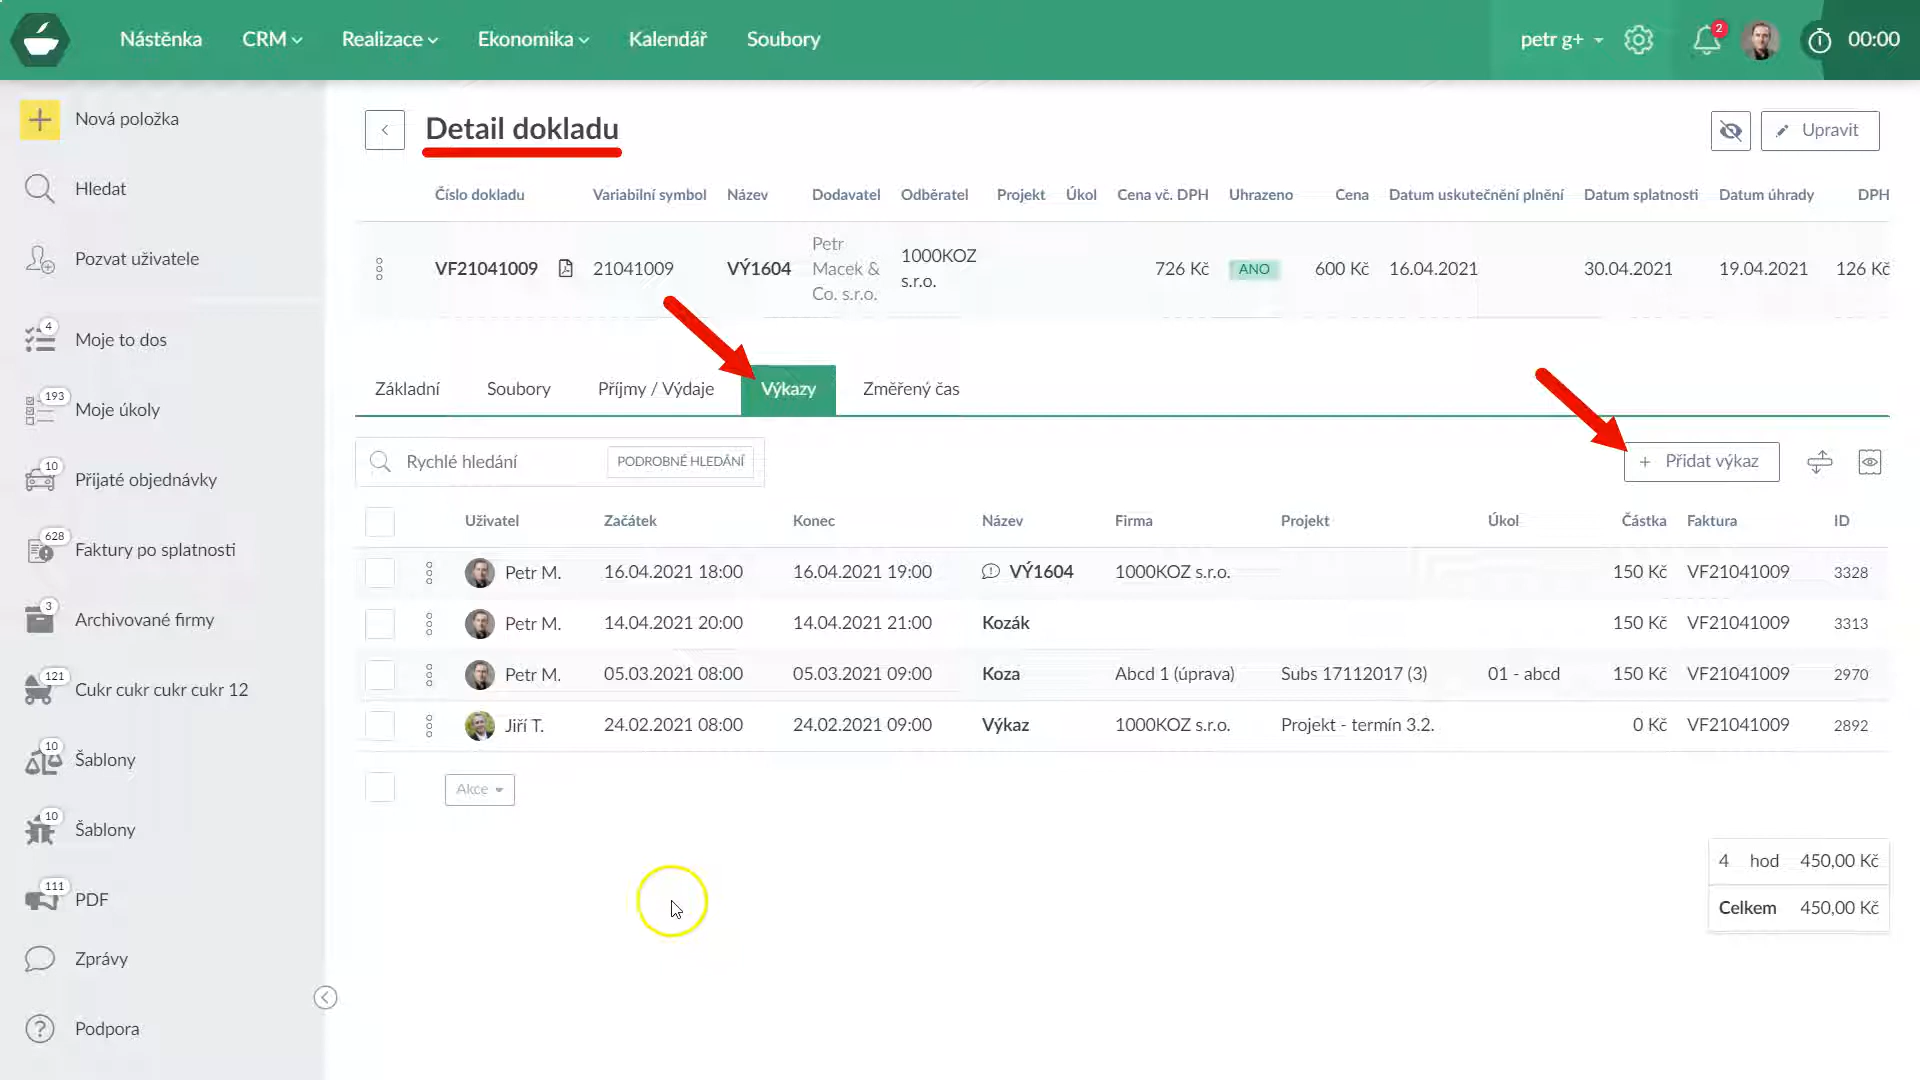 Nástěnka CRM Realizace Ekonomika Kalendář Soubory petr g+ 2 00:00
Nová položka
Hledat
Pozvat uživatele
4 Moje to dos
193 Moje úkoly
10 Přijaté objednávky
628 Faktury po splatnosti
3 Archivované firmy
121 Cukr cukr cukr cukr 12
10 Šablony
10 Šablony
111 PDF
Zprávy
Podpora
Detail dokladu
Upravit
Číslo dokladu Variabilní symbol Název Dodavatel Odběratel Projekt Úkol Cena vč. DPH Uhrazeno Cena Datum uskutečnění plnění Datum splatnosti Datum úhrady DPH
VF21041009 21041009 VÝ1604 Petr Macek & Co. s.r.o. 1000KOZ s.r.o. 726 Kč ANO 600 Kč 16.04.2021 30.04.2021 19.04.2021 126 Kč
Základní Soubory Příjmy / Výdaje Výkazy Změřený čas
Rychlé hledání PODROBNÉ HLEDÁNÍ + Přidat výkaz
Uživatel Začátek Konec Název Firma Projekt Úkol Částka Faktura ID
Petr M. 16.04.2021 18:00 16.04.2021 19:00 VÝ1604 1000KOZ s.r.o. 150 Kč VF21041009 3328
Petr M. 14.04.2021 20:00 14.04.2021 21:00 Kozák 150 Kč VF21041009 3313
Petr M. 05.03.2021 08:00 05.03.2021 09:00 Koza Abcd 1 (úprava) Subs 17112017 (3) 01 - abcd 150 Kč VF21041009 2970
Jiří T. 24.02.2021 08:00 24.02.2021 09:00 Výkaz 1000KOZ s.r.o. Projekt - termín 3.2. 0 Kč VF21041009 2892
Akce
4 hod 450,00 Kč
Celkem 450,00 Kč